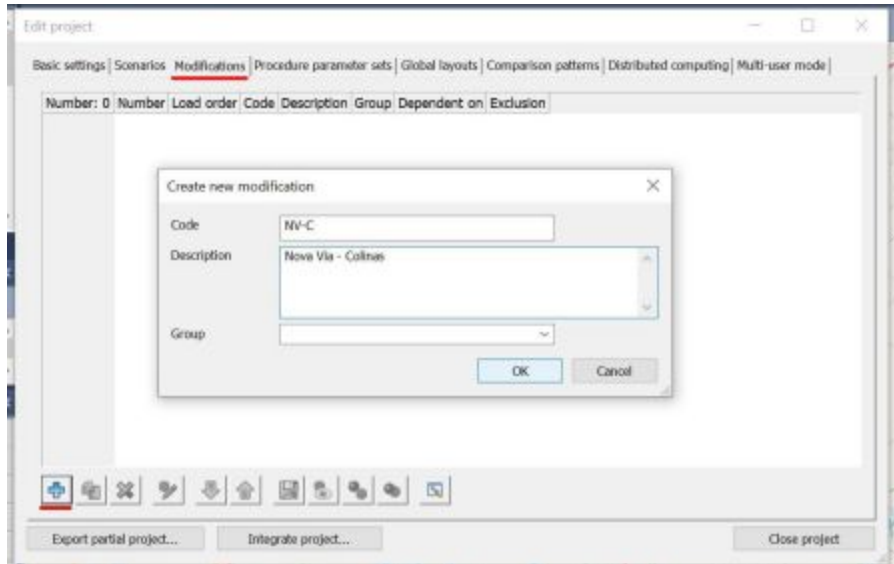 Edit project
Basic settings Scenarios Modifications Procedure parameter sets Global layouts Comparison patterns Distributed computing Multi-user mode
Number: 0 Number Load order Code Description Group Dependent on Exclusion
Create new modification
Code NV-C
Description Nova Via - Colinas
Group
OK Cancel
Export partial project... Integrate project... Close project